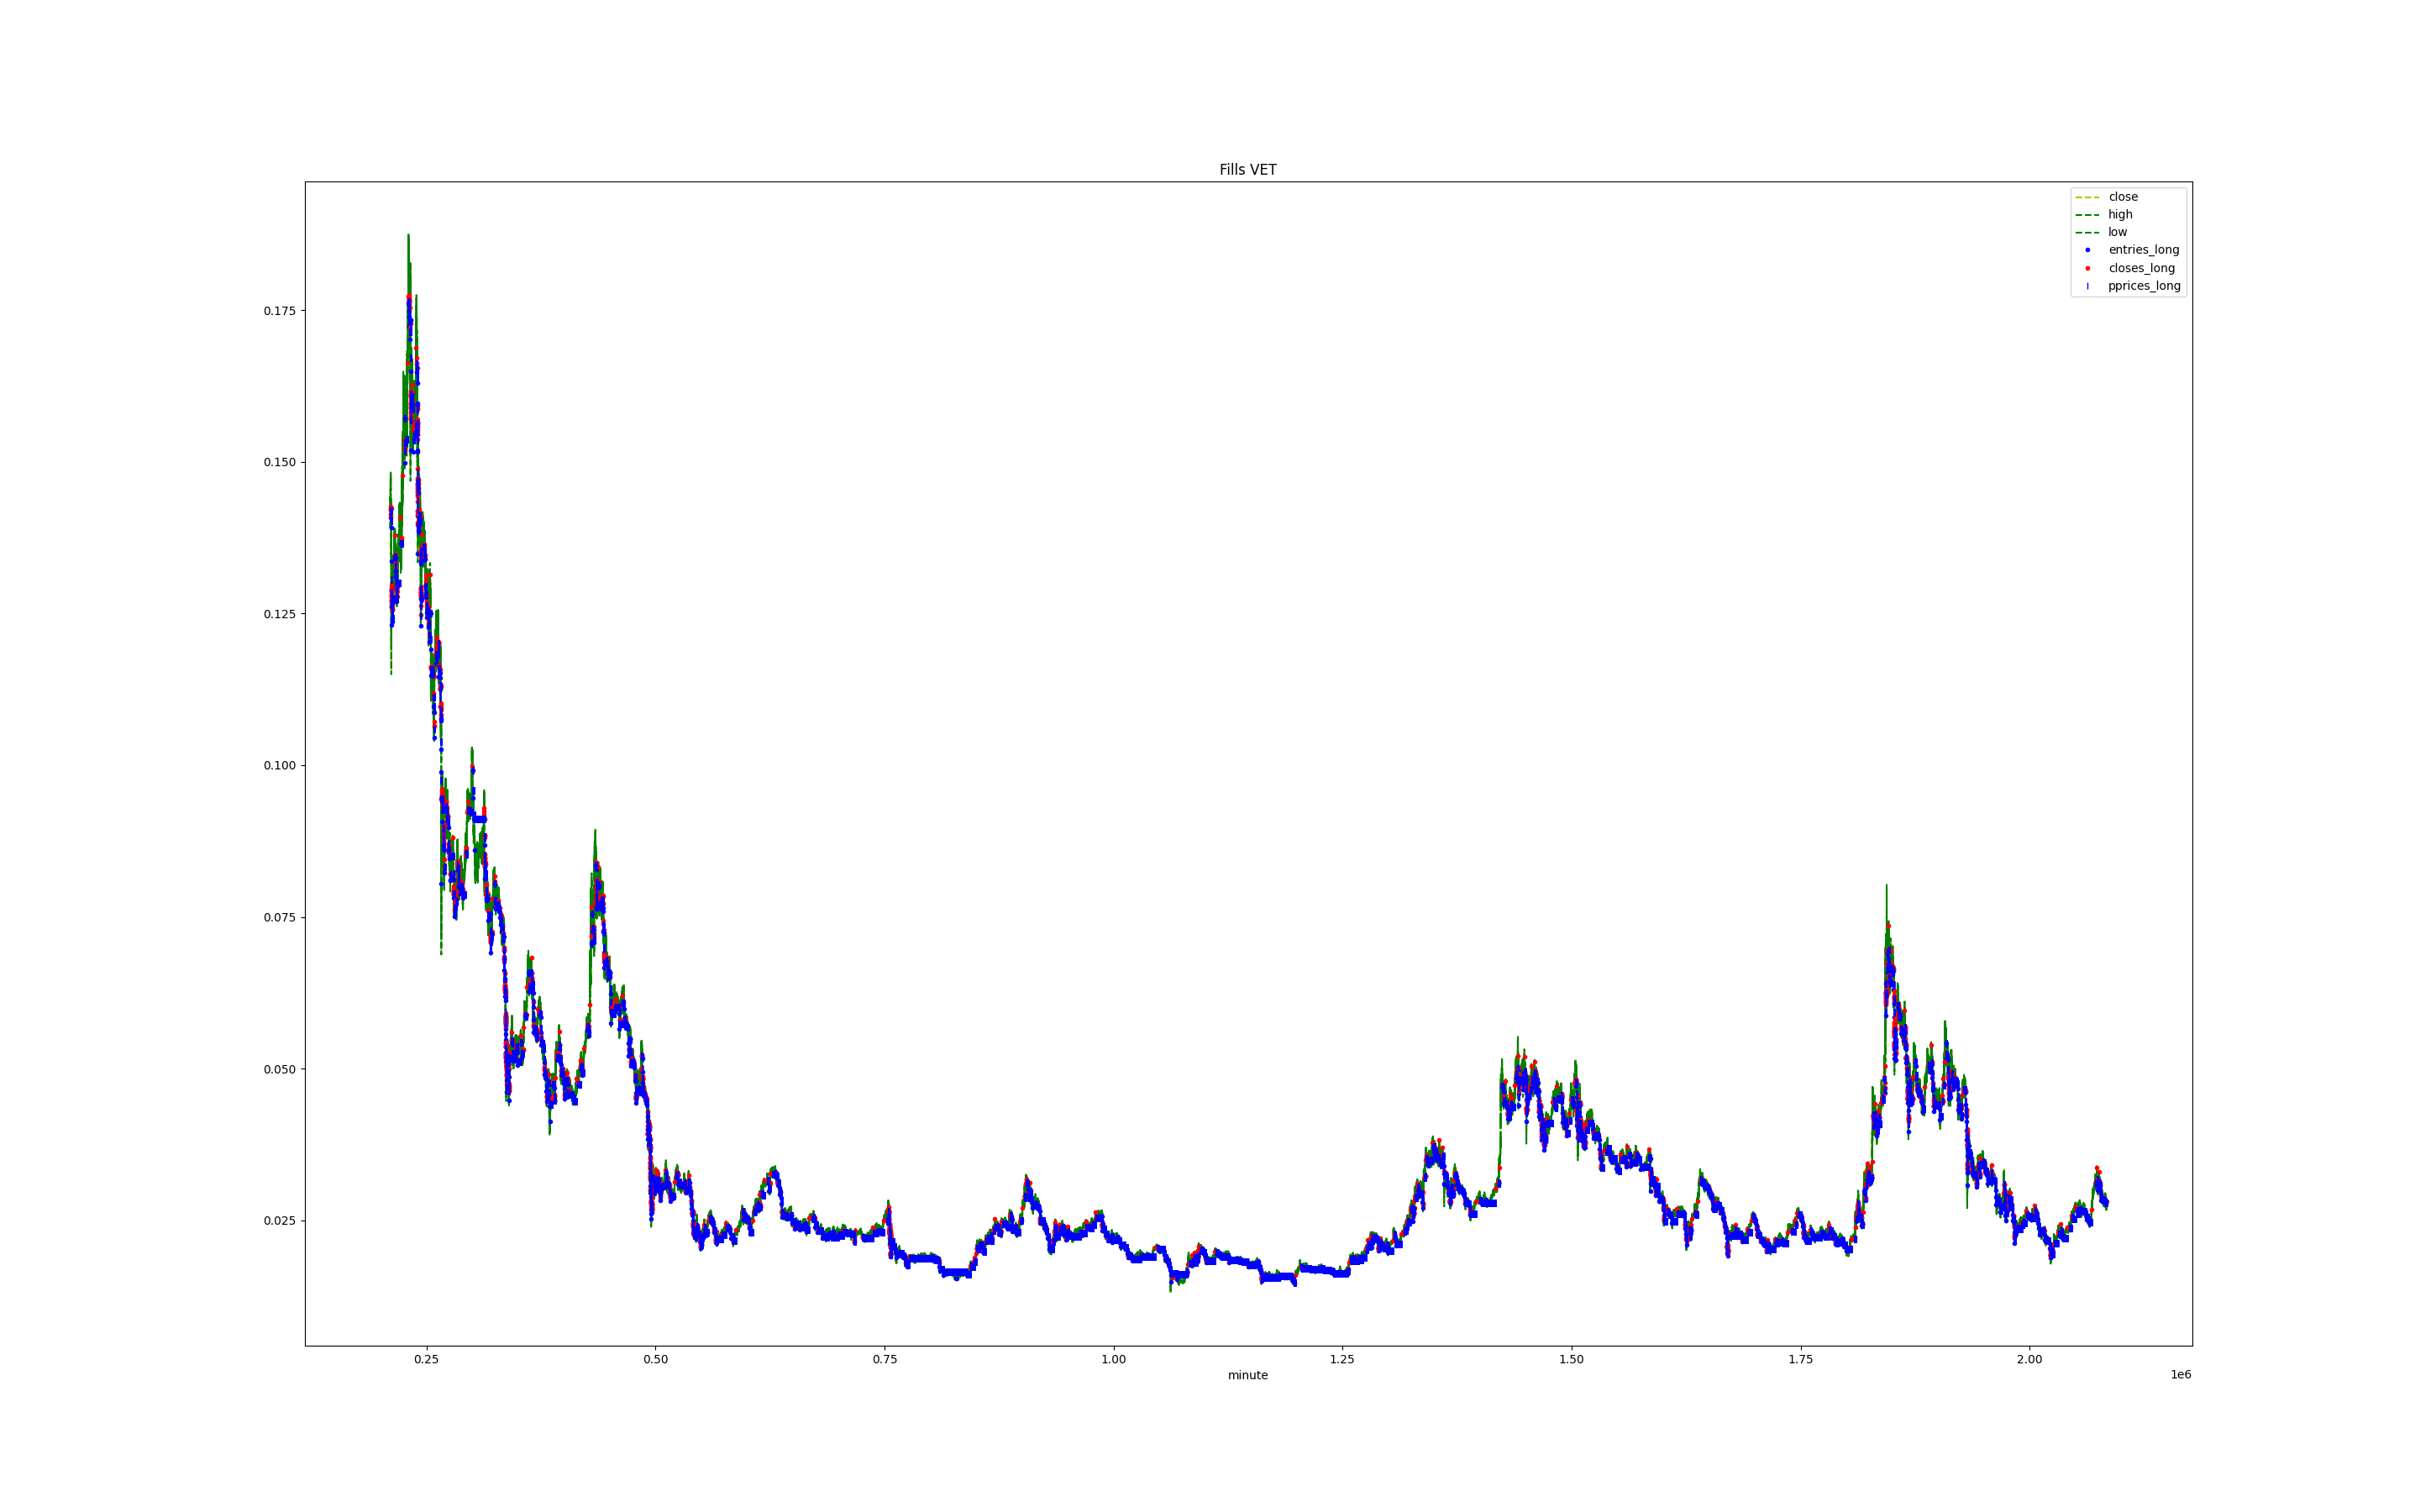 Fills VET
close
high
low
entries_long
closes_long
pprices_long
0.175
0.150
0.125
0.100
0.075
0.050
0.025
0.25 0.50 0.75 1.00 1.25 1.50 1.75 2.00
minute
1e6